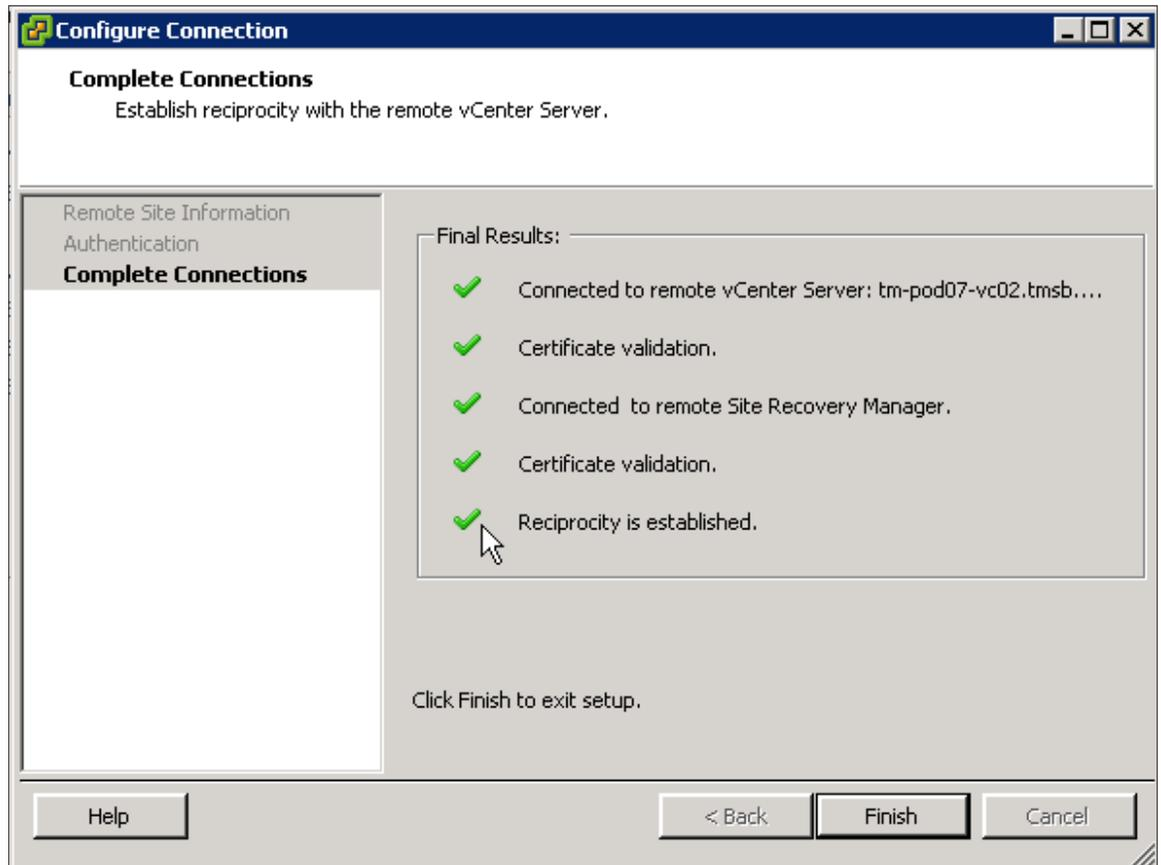 Configure Connection
Complete Connections
Establish reciprocity with the remote vCenter Server.
Remote Site Information
Authentication
Complete Connections
Final Results:
Connected to remote vCenter Server: tm-pod07-vc02.tmsb....
Certificate validation.
Connected  to remote Site Recovery Manager.
Certificate validation.
Reciprocity is established.
Click Finish to exit setup.
Help
< Back
Finish
Cancel